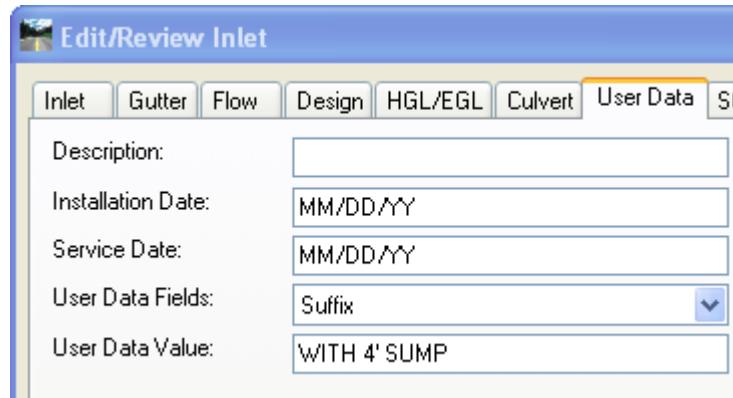 Edit/Review Inlet
Inlet Gutter Flow Design HGL/EGL Culvert User Data
Description:
Installation Date: MM/DD/YY
Service Date: MM/DD/YY
User Data Fields: Suffix
User Data Value: WITH 4' SUMP